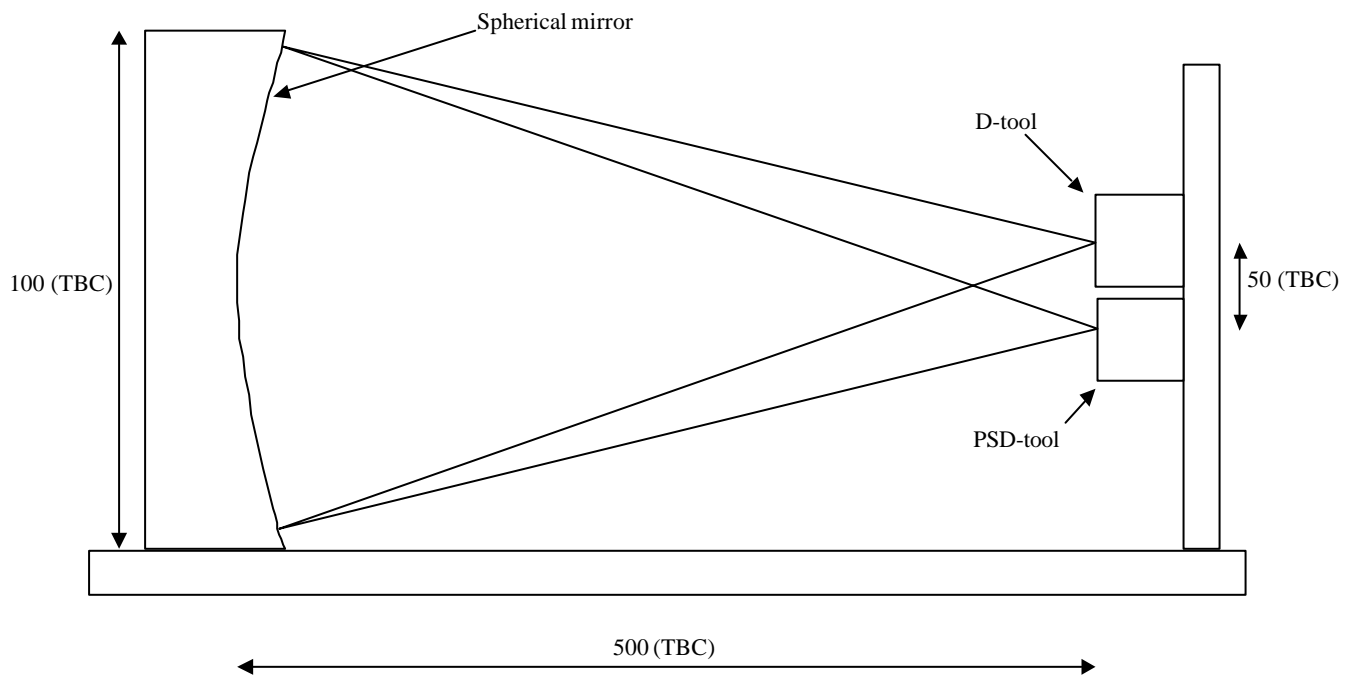 Spherical mirror
D-tool
100 (TBC)
50 (TBC)
PSD-tool
500 (TBC)